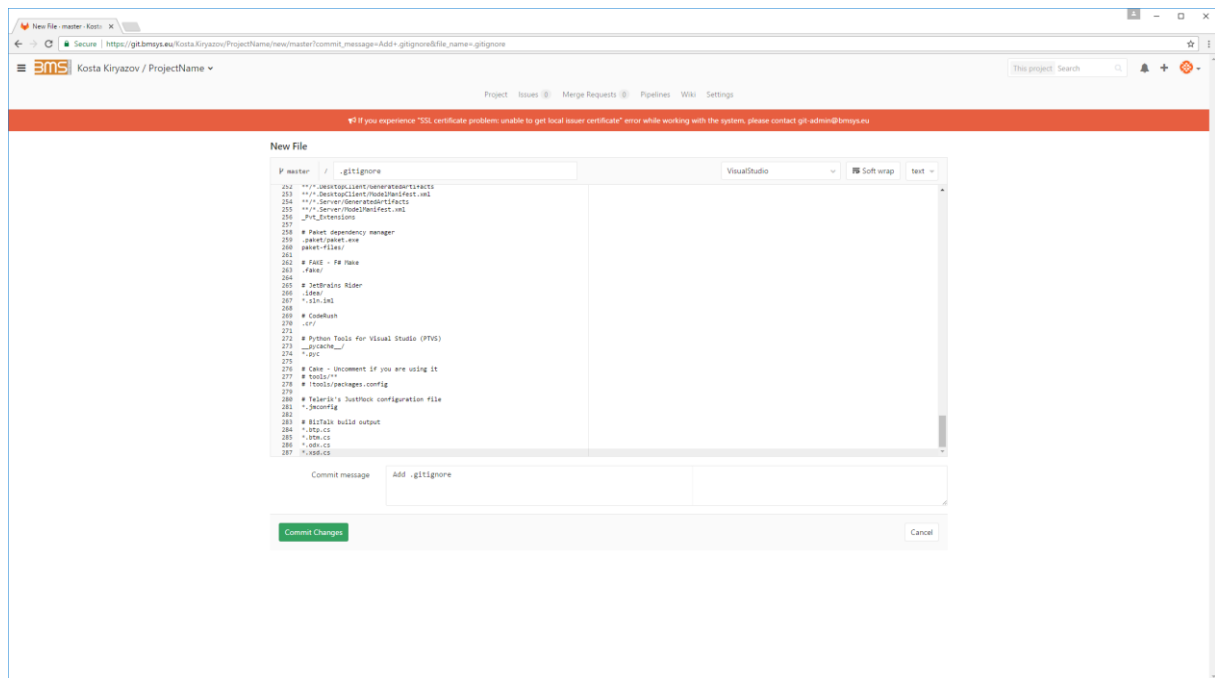 New File · master · Kosta
Secure | https://git.bmsys.eu/Kosta.Kiryazov/ProjectName/new/master?commit_message=Add+.gitignore&file_name=.gitignore
BMS Kosta Kiryazov / ProjectName
This project Search
Project Issues 0 Merge Requests 0 Pipelines Wiki Settings
If you experience "SSL certificate problem: unable to get local issuer certificate" error while working with the system, please contact git-admin@bmsys.eu
New File
master / .gitignore VisualStudio Soft wrap text
252 **/*.DesktopClient/GeneratedArtifacts
253 **/*.DesktopClient/ModelManifest.xml
254 **/*.Server/GeneratedArtifacts
255 **/*.Server/ModelManifest.xml
256 _Pvt_Extensions
257
258 # Paket dependency manager
259 .paket/paket.exe
260 paket-files/
261
262 # FAKE - F# Make
263 .fake/
264
265 # JetBrains Rider
266 .idea/
267 *.sln.iml
268
269 # CodeRush
270 .cr/
271
272 # Python Tools for Visual Studio (PTVS)
273 __pycache__/
274 *.pyc
275
276 # Cake - Uncomment if you are using it
277 # tools/**
278 # !tools/packages.config
279
280 # Telerik's JustMock configuration file
281 *.jmconfig
282
283 # BizTalk build output
284 *.btp.cs
285 *.btm.cs
286 *.odx.cs
287 *.xsd.cs
Commit message Add .gitignore
Commit Changes Cancel